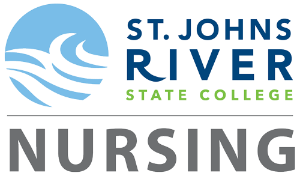 ST. JOHNS
RIVER
STATE COLLEGE
NURSING